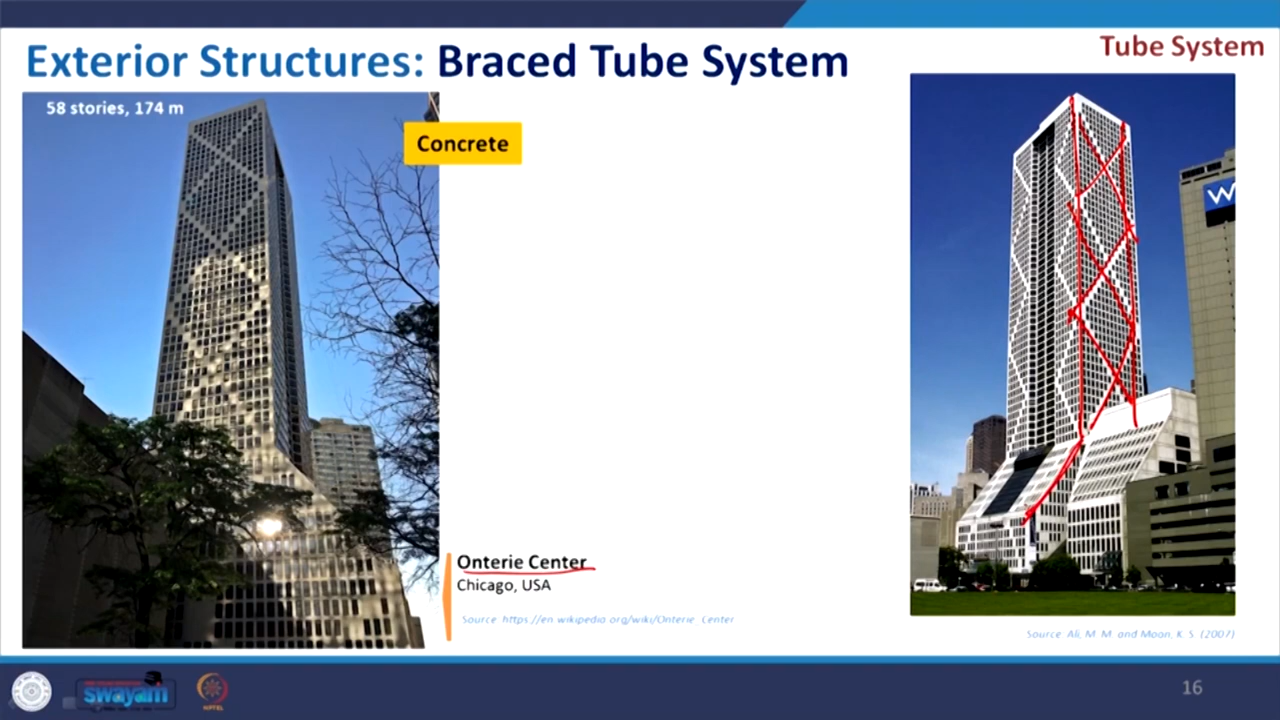 Exterior Structures: Braced Tube System
Tube System
58 stories, 174 m
Concrete
W
Onterie Center
Chicago, USA
Source: https://en.wikipedia.org/wiki/Onterie_Center
Source: Ali, M. M. and Moon, K. S. (2007)
swayam
NPTEL
16